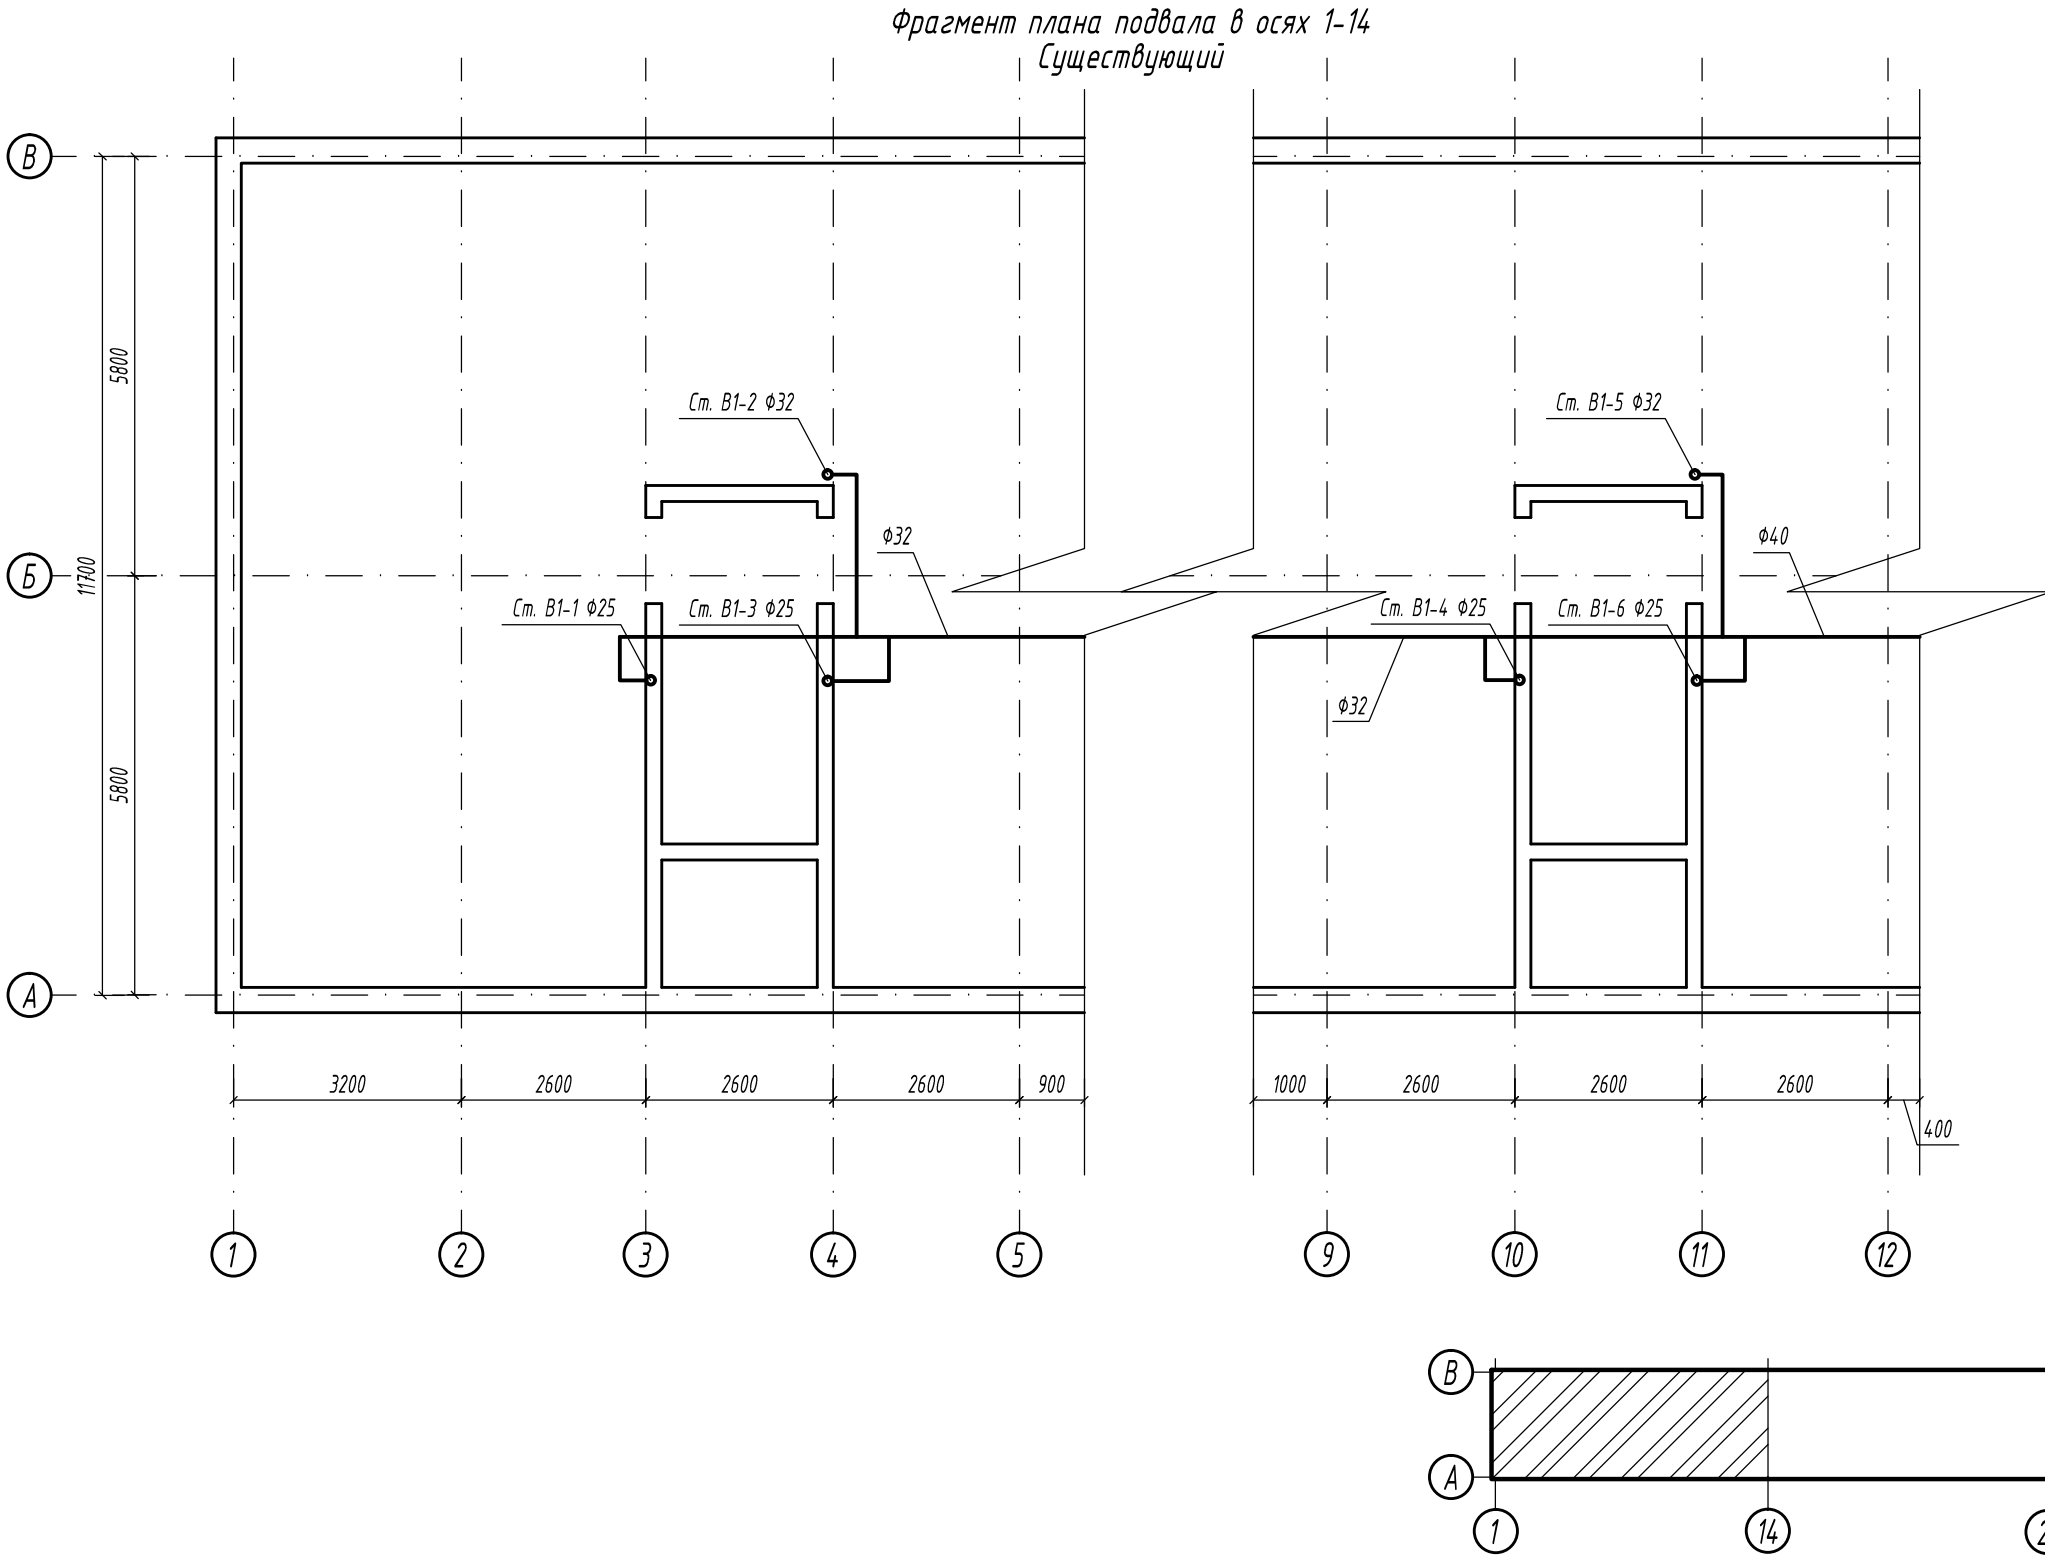 Фрагмент плана подвала в осях 1-14
Существующий
В
5800
Ст. В1-2 Ф32
Ст. В1-5 Ф32
Ф32
Ф40
Б
11700
Ст. В1-1 Ф25
Ст. В1-3 Ф25
Ст. В1-4 Ф25
Ст. В1-6 Ф25
Ф32
5800
А
3200
2600
2600
2600
900
1000
2600
2600
2600
400
1
2
3
4
5
9
10
11
12
В
А
1
14